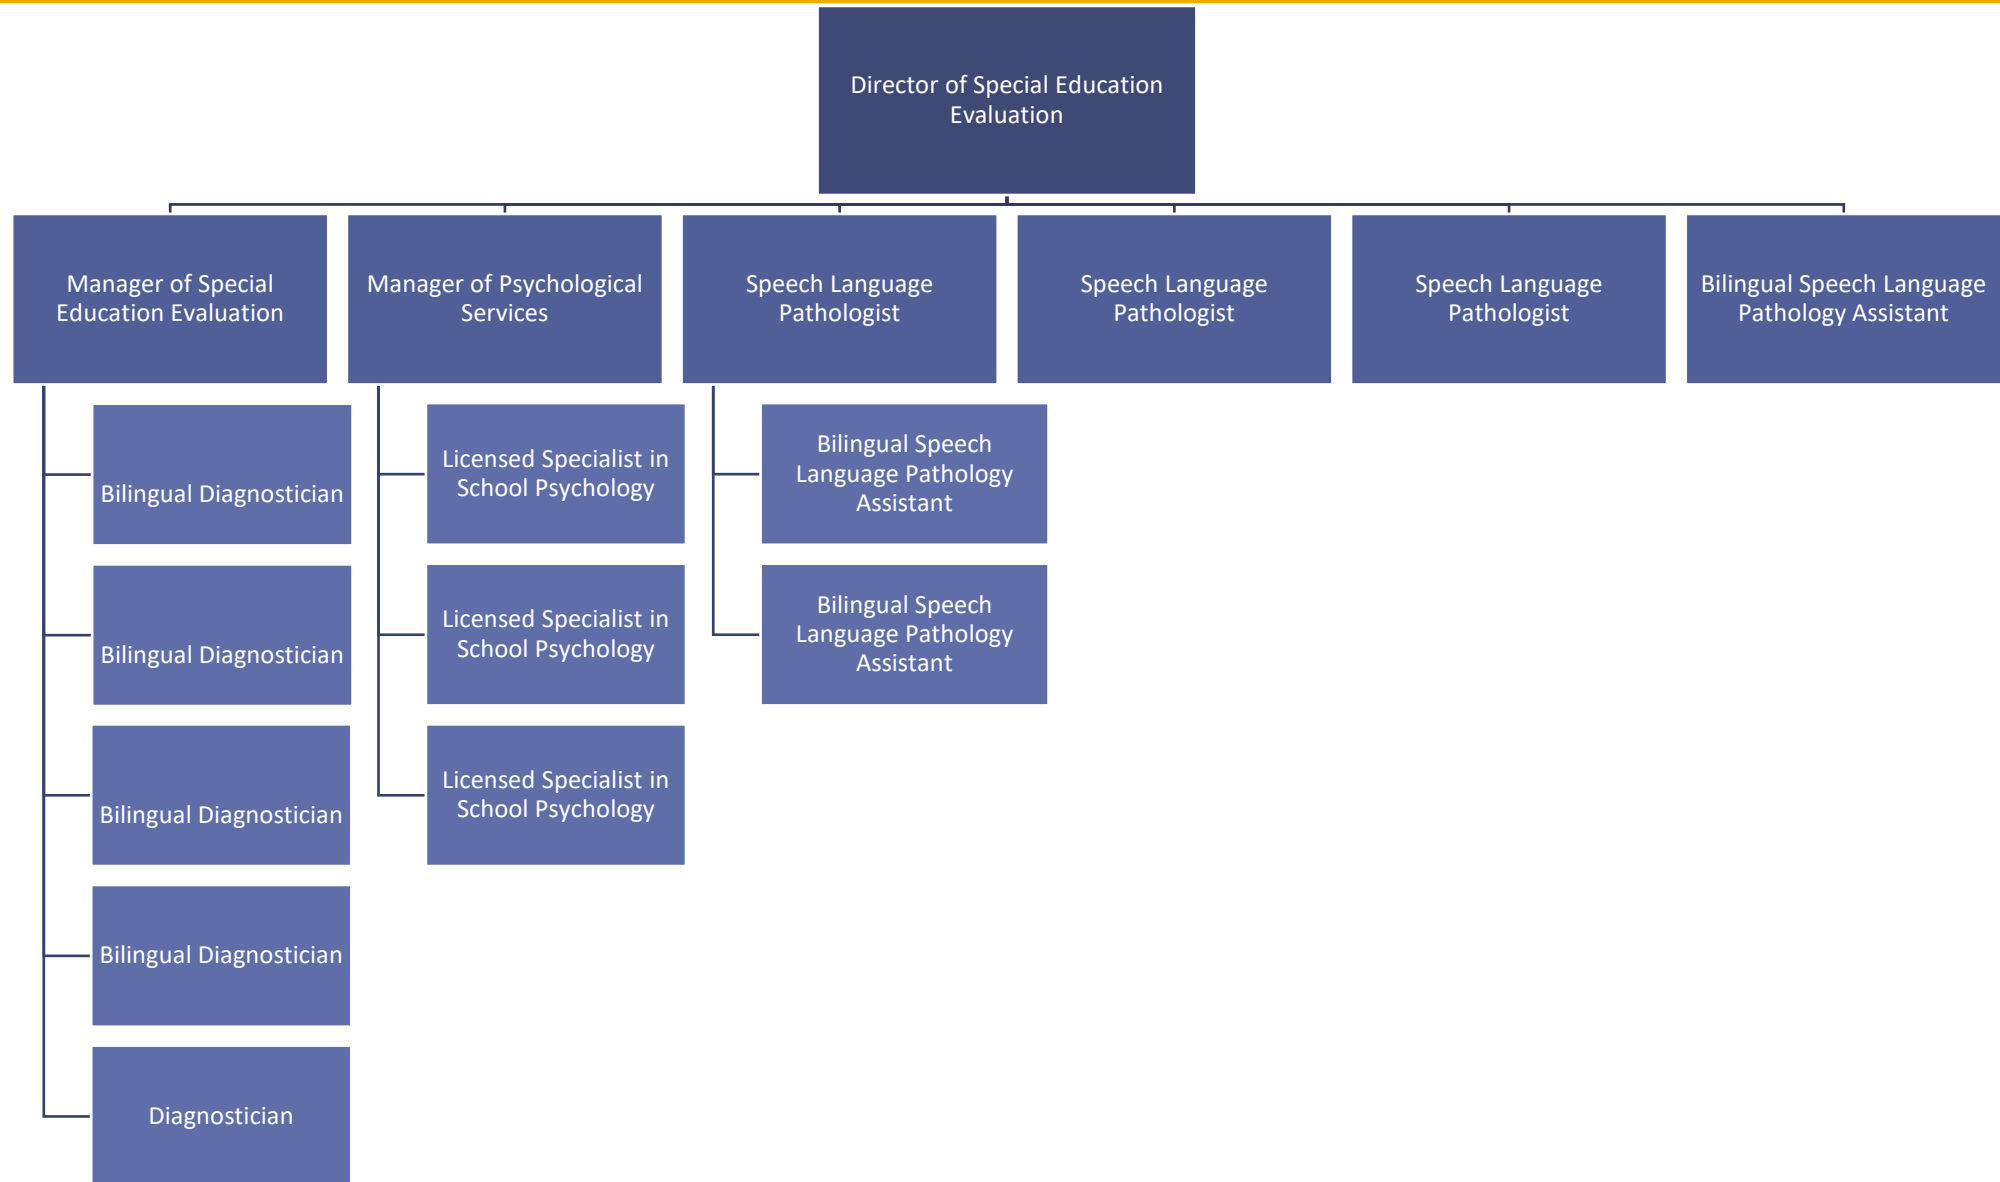 Director of Special Education
Evaluation
Manager of Special
Education Evaluation
Manager of Psychological
Services
Speech Language
Pathologist
Speech Language
Pathologist
Speech Language
Pathologist
Bilingual Speech Language
Pathology Assistant
Bilingual Diagnostician
Bilingual Diagnostician
Bilingual Diagnostician
Bilingual Diagnostician
Diagnostician
Licensed Specialist in
School Psychology
Licensed Specialist in
School Psychology
Licensed Specialist in
School Psychology
Bilingual Speech
Language Pathology
Assistant
Bilingual Speech
Language Pathology
Assistant